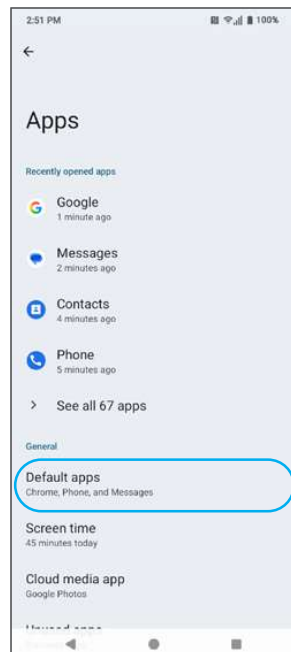 2:51 PM
100%
Apps
Recently opened apps
Google
1 minute ago
Messages
2 minutes ago
Contacts
4 minutes ago
Phone
5 minutes ago
See all 67 apps
General
Default apps
Chrome, Phone, and Messages
Screen time
45 minutes today
Cloud media app
Google Photos